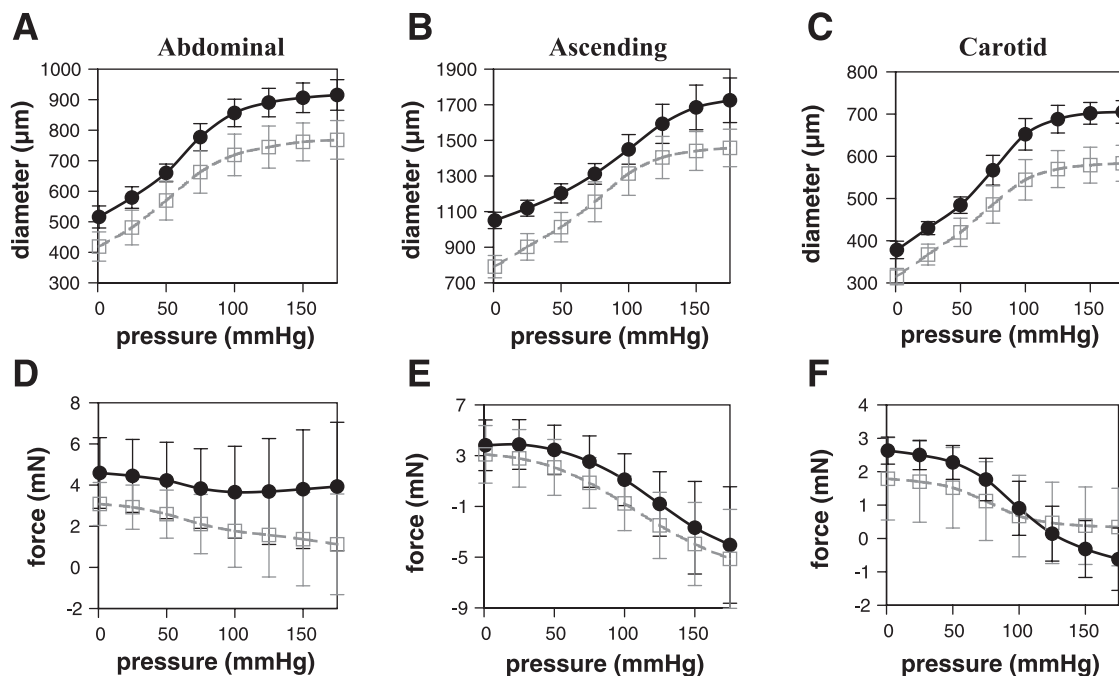 A
Abdominal
1000
900
800
700
600
500
400
300
diameter (µm)
0 50 100 150
pressure (mmHg)
B
Ascending
1900
1700
1500
1300
1100
900
700
diameter (µm)
0 50 100 150
pressure (mmHg)
C
Carotid
800
700
600
500
400
300
diameter (µm)
0 50 100 150
pressure (mmHg)
D
8
6
4
2
0
-2
force (mN)
0 50 100 150
pressure (mmHg)
E
7
3
-1
-5
-9
force (mN)
0 50 100 150
pressure (mmHg)
F
4
3
2
1
0
-1
-2
force (mN)
0 50 100 150
pressure (mmHg)